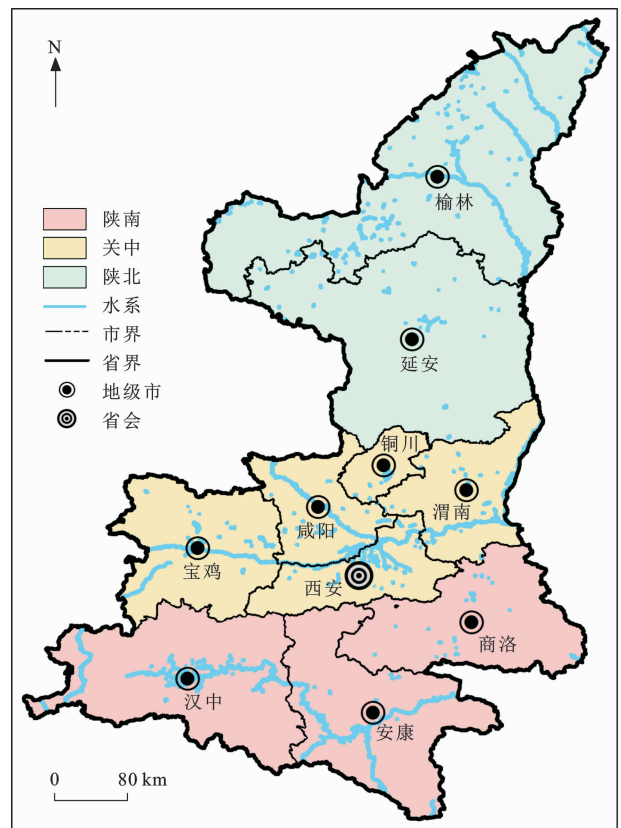 N
陕南
关中
陕北
水系
市界
省界
地级市
省会
榆林
延安
铜川
渭南
咸阳
宝鸡
西安
商洛
汉中
安康
0 80 km